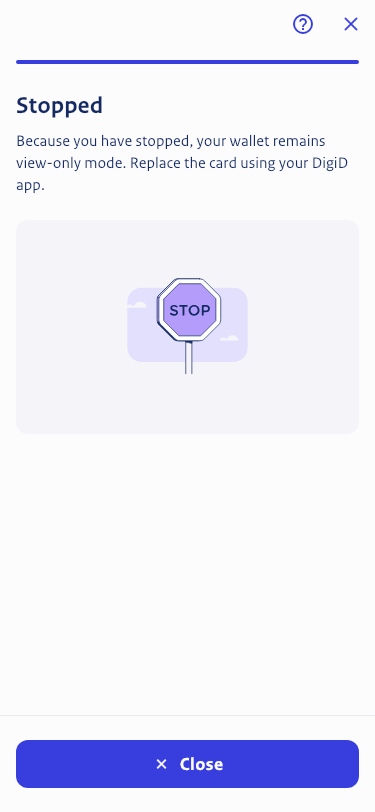 Stopped
Because you have stopped, your wallet remains
view-only mode. Replace the card using your DigiD
app.
STOP
Close